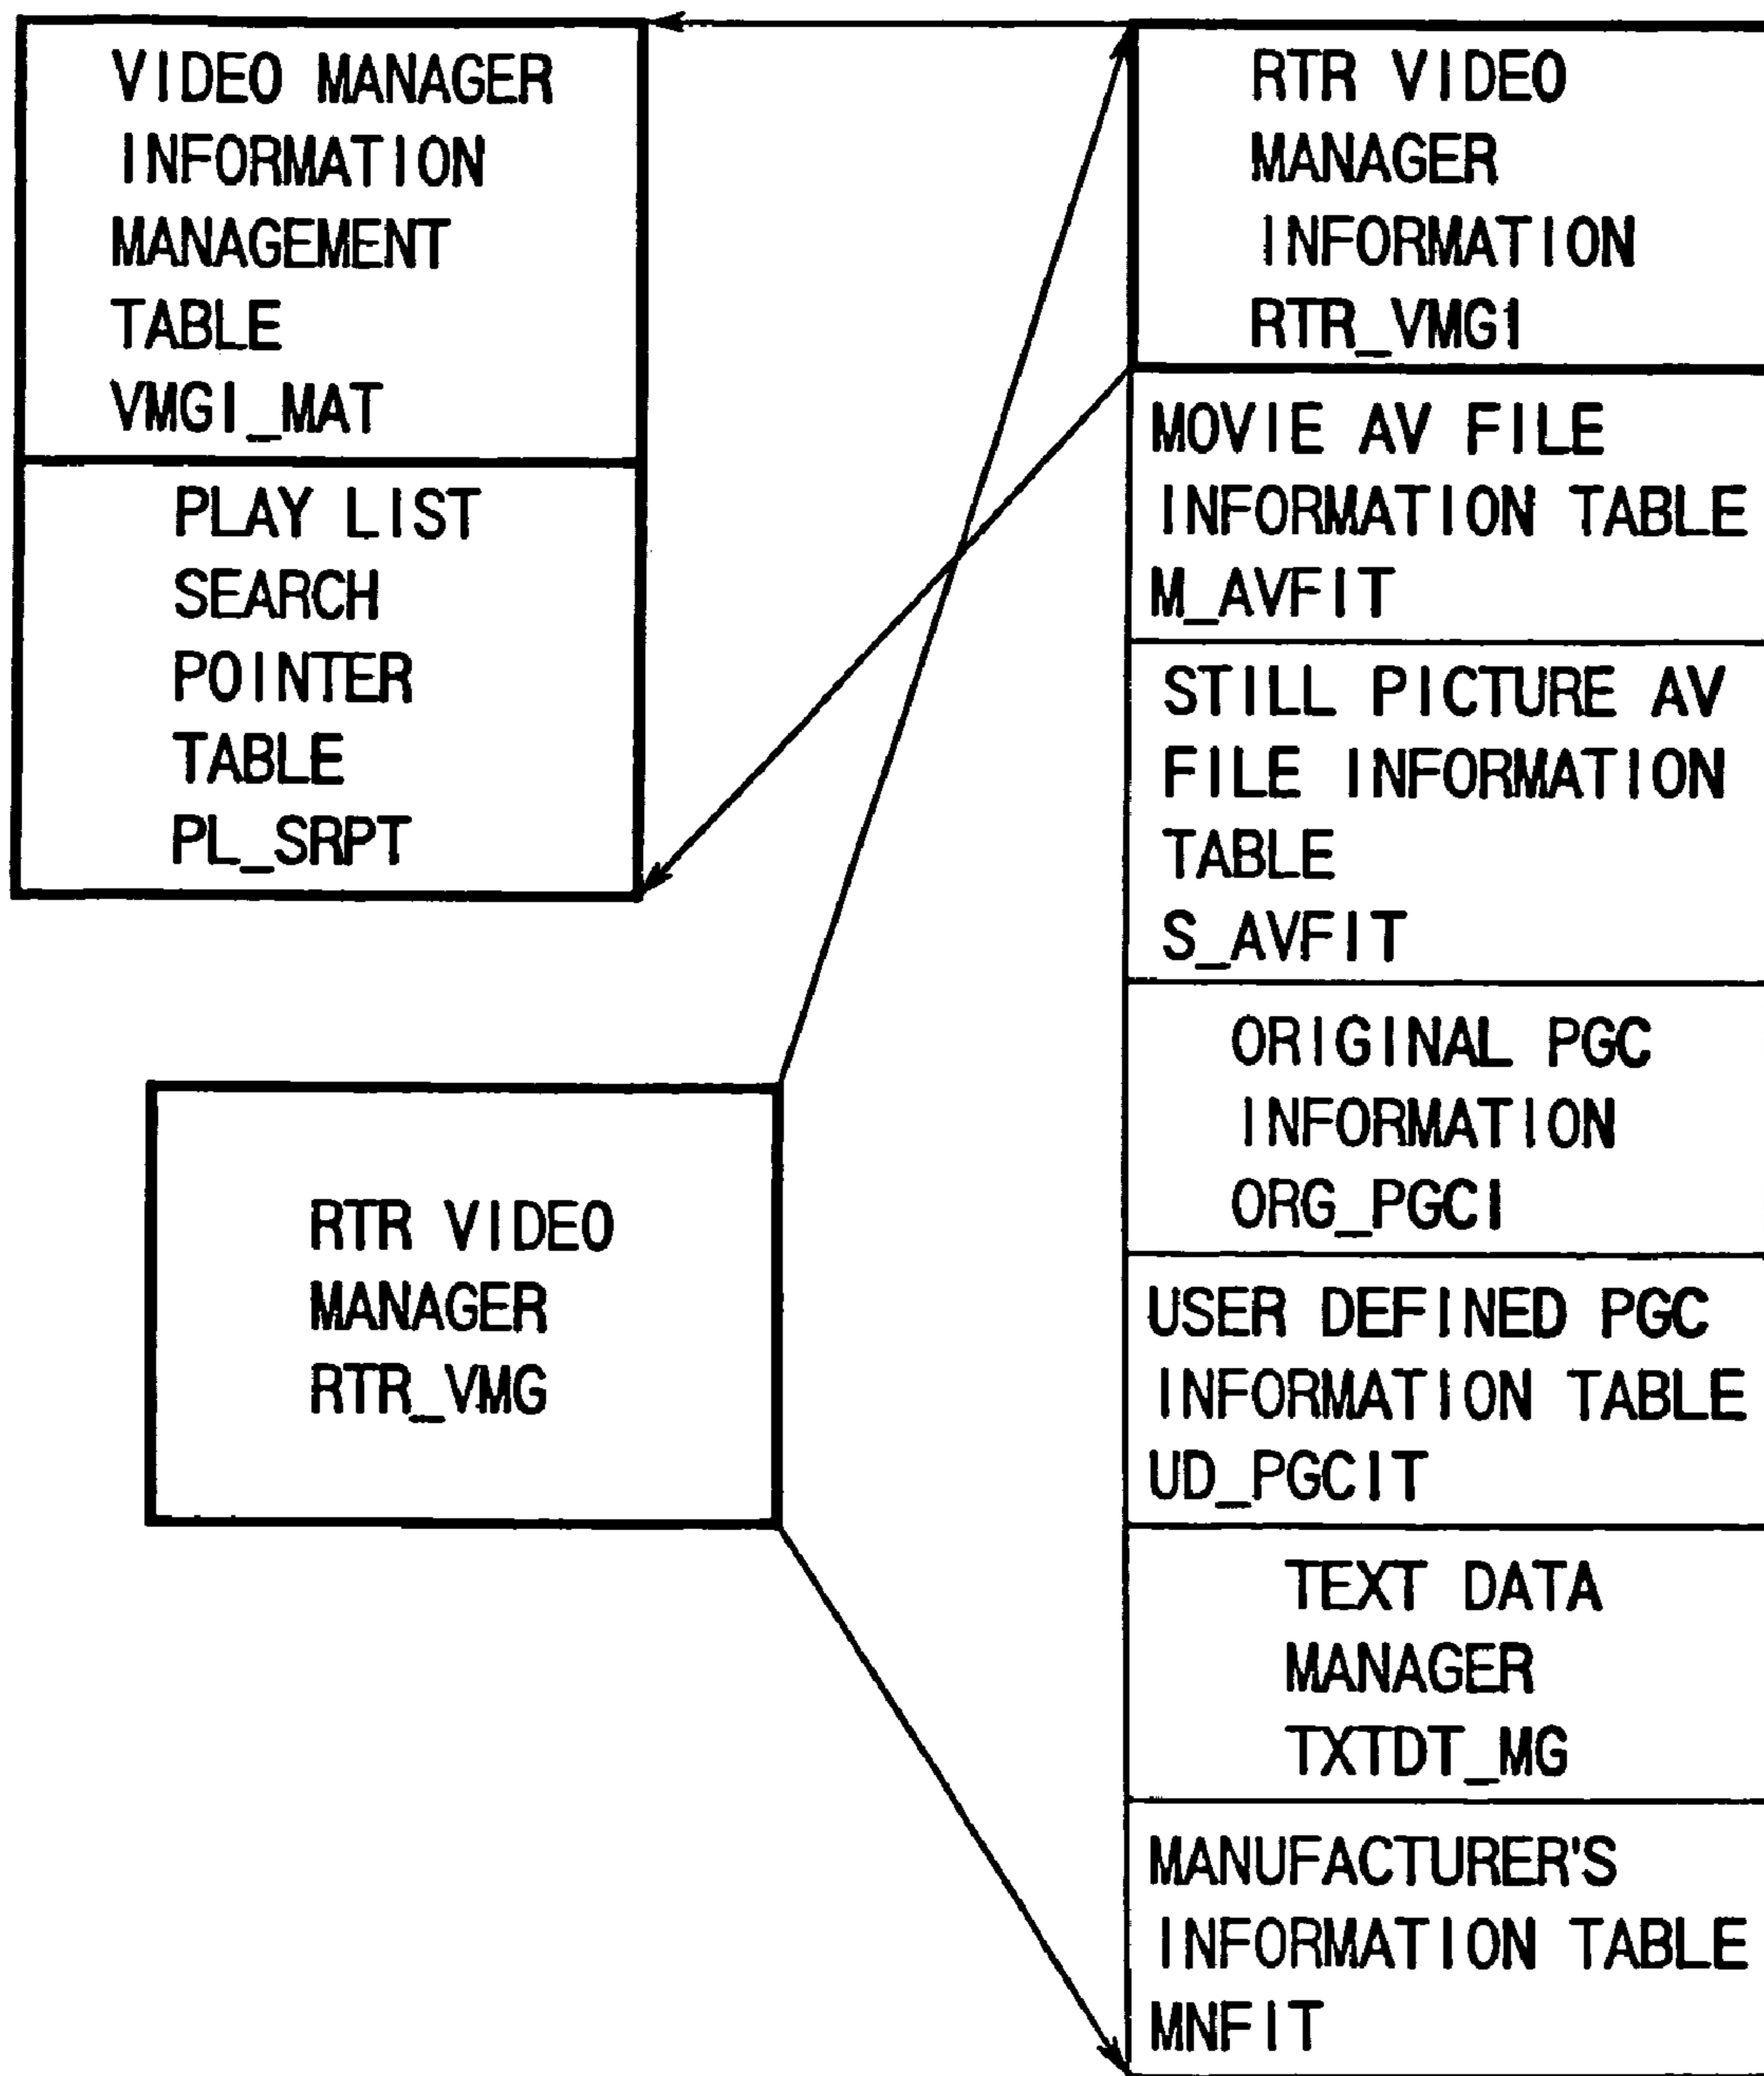 VIDEO MANAGER
INFORMATION
MANAGEMENT
TABLE
VMGI_MAT
PLAY LIST
SEARCH
POINTER
TABLE
PL_SRPT
RTR VIDEO
MANAGER
RTR_VMG
RTR VIDEO
MANAGER
INFORMATION
RTR_VMG1
MOVIE AV FILE
INFORMATION TABLE
M_AVFIT
STILL PICTURE AV
FILE INFORMATION
TABLE
S_AVFIT
ORIGINAL PGC
INFORMATION
ORG_PGCI
USER DEFINED PGC
INFORMATION TABLE
UD_PGCIT
TEXT DATA
MANAGER
TXTDT_MG
MANUFACTURER'S
INFORMATION TABLE
MNFIT